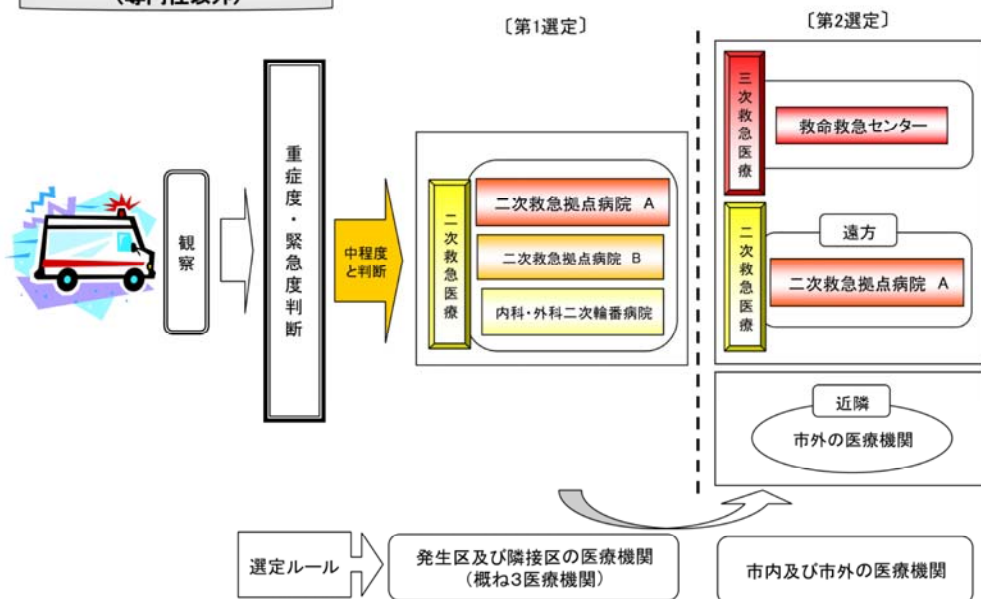 (専門性以外)
〔第1選定〕
〔第2選定〕
観察
重症度・緊急度判断
中程度
と判断
二次救急医療
二次救急拠点病院 A
二次救急拠点病院 B
内科・外科二次輪番病院
三次救急医療
救命救急センター
二次救急医療
遠方
二次救急拠点病院 A
近隣
市外の医療機関
選定ルール
発生区及び隣接区の医療機関
(概ね3医療機関)
市内及び市外の医療機関